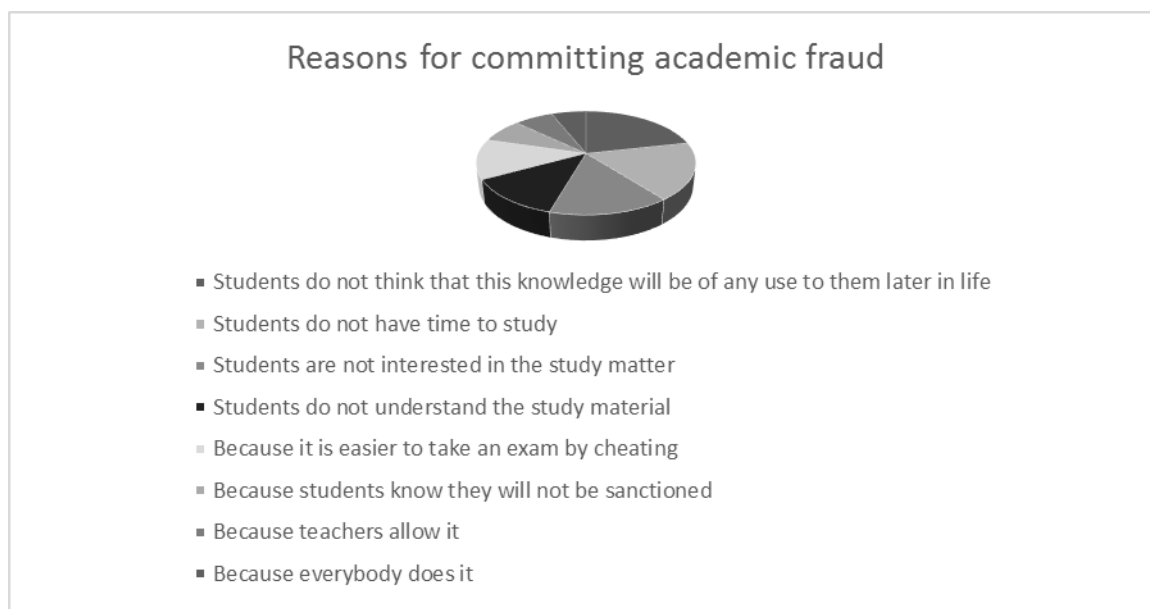 Reasons for committing academic fraud
Students do not think that this knowledge will be of any use to them later in life
Students do not have time to study
Students are not interested in the study matter
Students do not understand the study material
Because it is easier to take an exam by cheating
Because students know they will not be sanctioned
Because teachers allow it
Because everybody does it